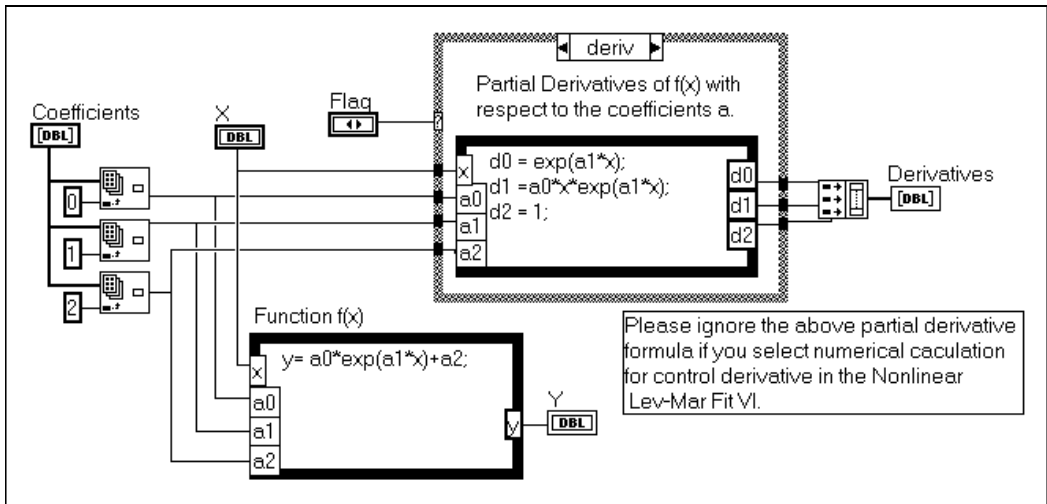 deriv
Partial Derivatives of f(x) with
respect to the coefficients a.
Coefficients
[DBL]
X
DBL
Flag
?
x
a0
a1
a2
d0 = exp(a1*x);
d1 =a0*x*exp(a1*x);
d2 = 1;
d0
d1
d2
Derivatives
[DBL]
0
1
2
Function f(x)
x
a0
a1
a2
y= a0*exp(a1*x)+a2;
y
Y
DBL
Please ignore the above partial derivative
formula if you select numerical caculation
for control derivative in the Nonlinear
Lev-Mar Fit VI.